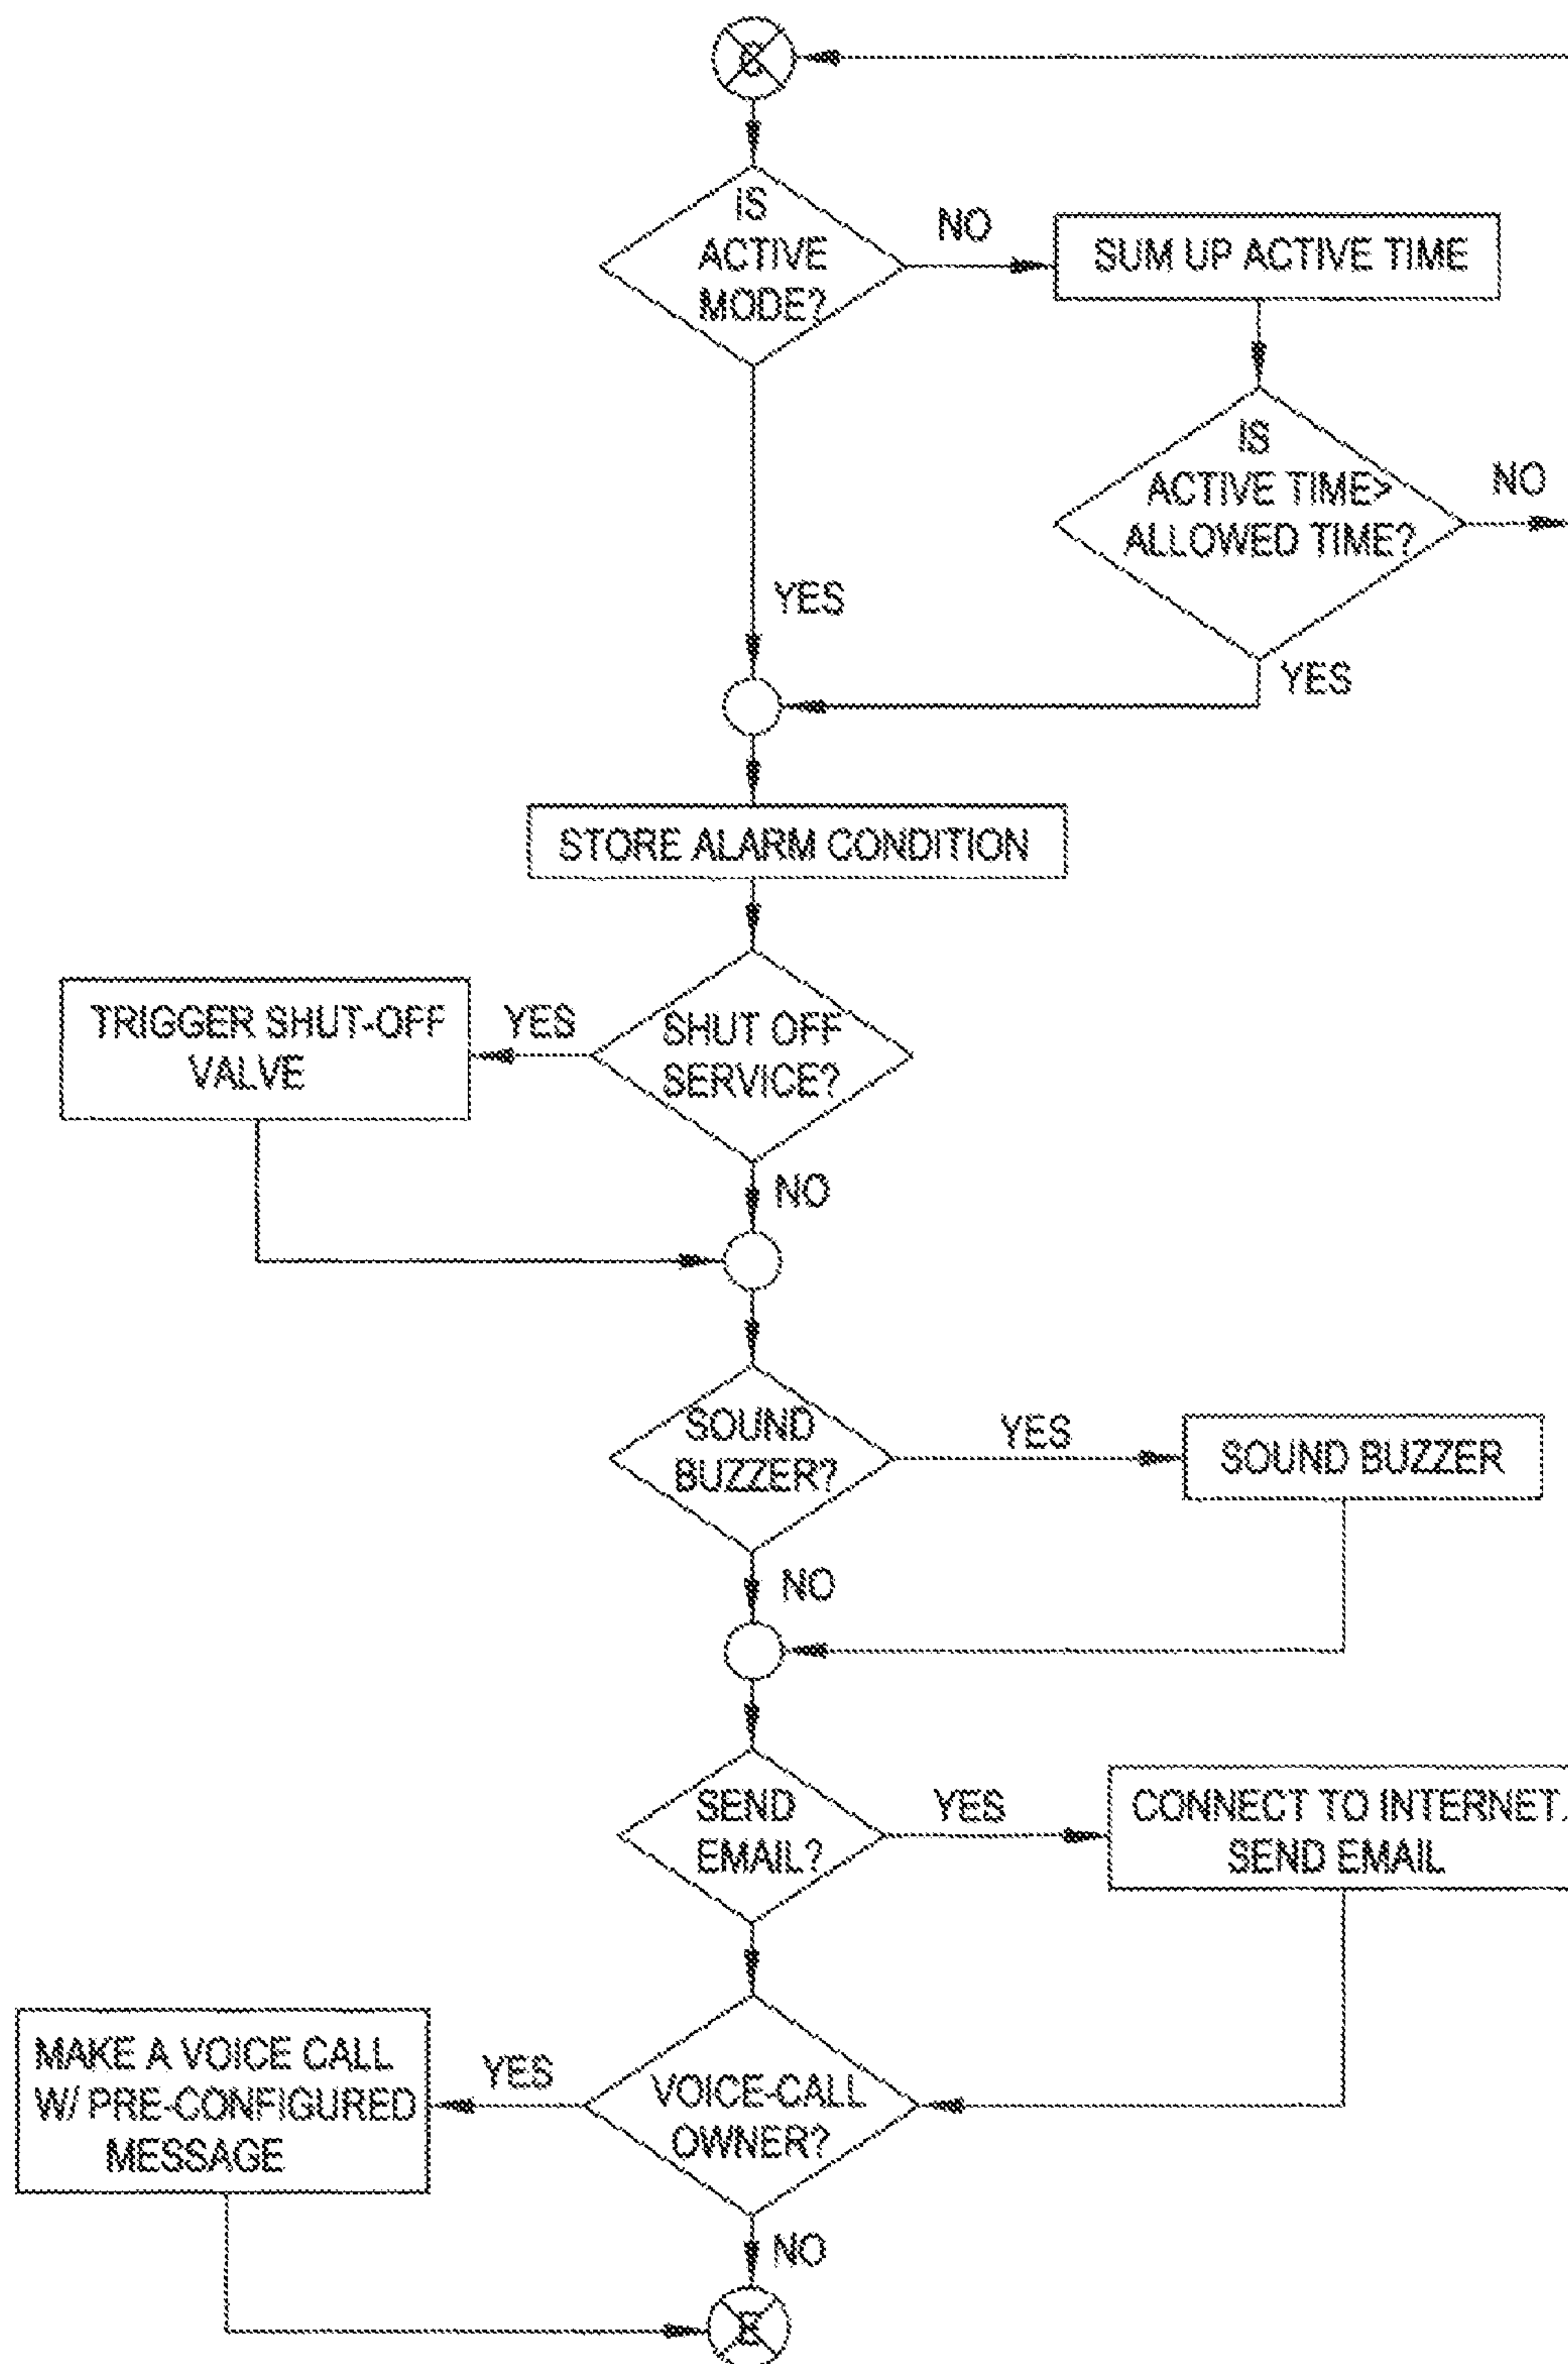 IS
ACTIVE
MODE?
NO
SUM UP ACTIVE TIME
IS
ACTIVE TIME>
ALLOWED TIME?
NO
YES
YES
STORE ALARM CONDITION
TRIGGER SHUT-OFF
VALVE
YES
SHUT OFF
SERVICE?
NO
SOUND
BUZZER?
YES
SOUND BUZZER
NO
SEND
EMAIL?
YES
CONNECT TO INTERNET.
SEND EMAIL
MAKE A VOICE CALL
W/ PRE-CONFIGURED
MESSAGE
YES
VOICE-CALL
OWNER?
NO